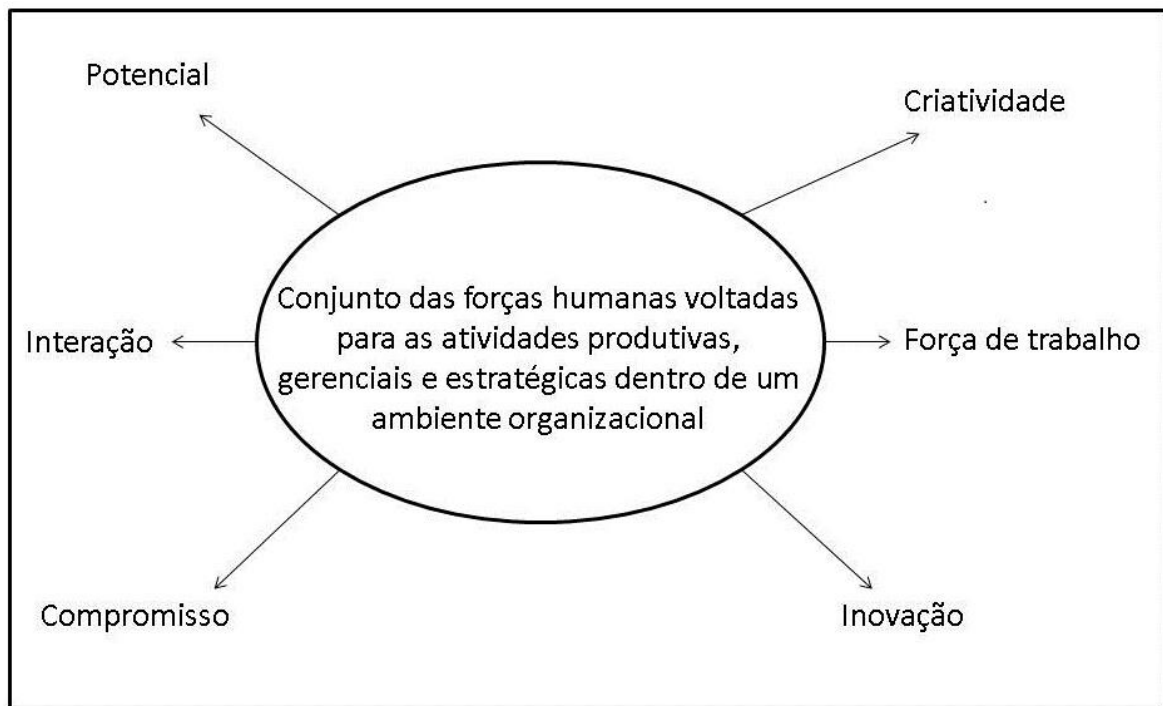 Potencial
Criatividade
Conjunto das forças humanas voltadas
para as atividades produtivas,
gerenciais e estratégicas dentro de um
ambiente organizacional
Interação
Força de trabalho
Compromisso
Inovação